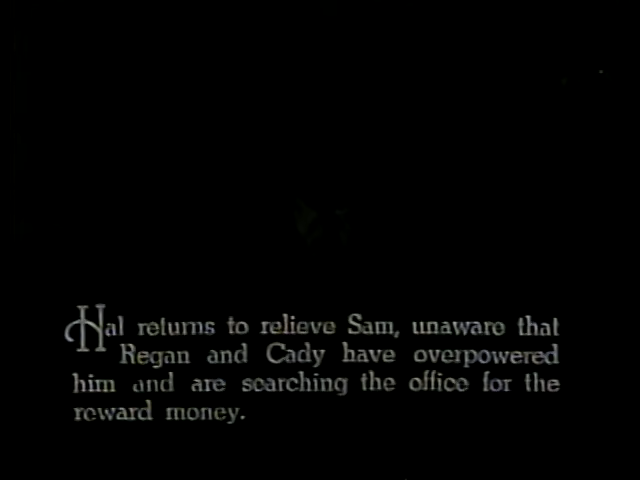 Hal returns to relieve Sam, unaware that
Regan and Cady have overpowered
him and are searching the office for the
reward money.